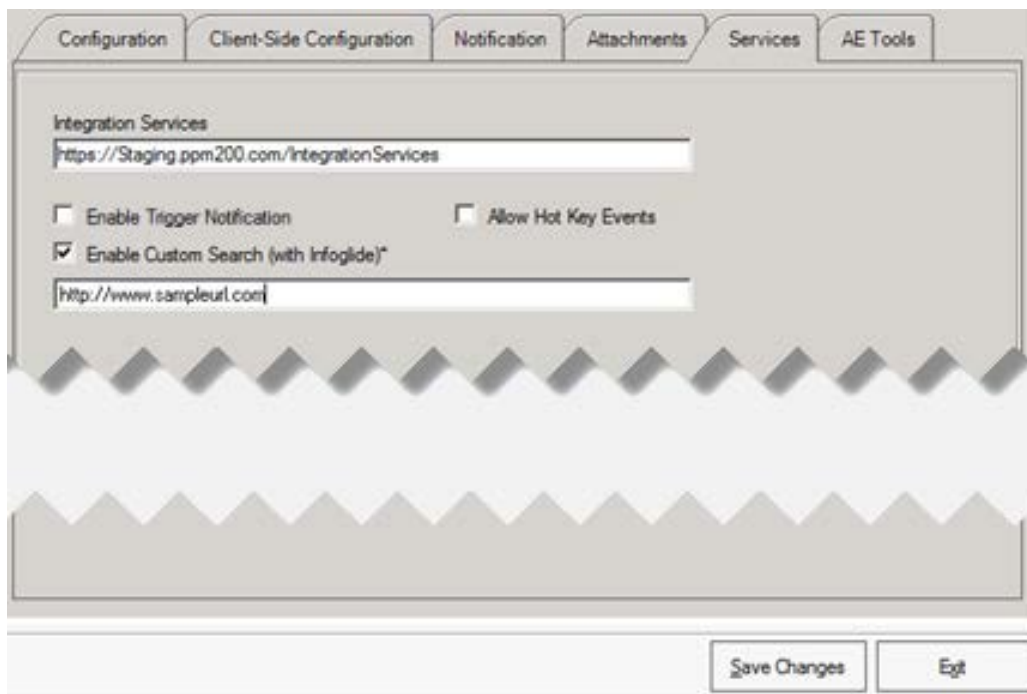 Configuration Client-Side Configuration Notification Attachments Services AE Tools
Integration Services
https://Staging.ppm200.com/IntegrationServices
Enable Trigger Notification Allow Hot Key Events
Enable Custom Search (with Infoglide)*
http://www.sampleurl.com
Save Changes Exit